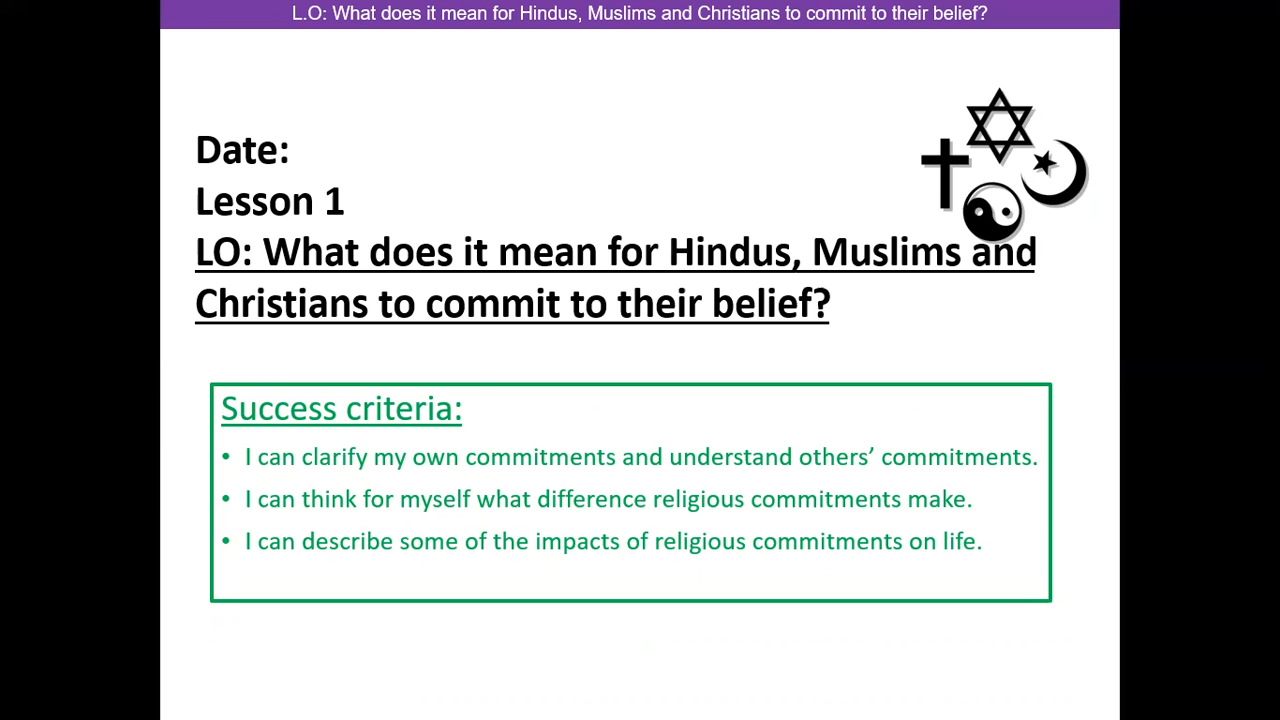 L.O: What does it mean for Hindus, Muslims and Christians to commit to their belief?
Date:
Lesson 1
LO: What does it mean for Hindus, Muslims and
Christians to commit to their belief?
Success criteria:
• I can clarify my own commitments and understand others’ commitments.
• I can think for myself what difference religious commitments make.
• I can describe some of the impacts of religious commitments on life.